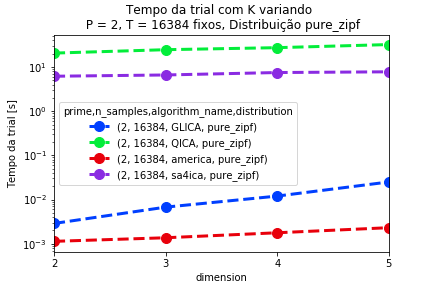 Tempo da trial com K variando
P = 2, T = 16384 fixos, Distribuição pure_zipf
Tempo da trial [s]
10¹
10⁰
10⁻¹
10⁻²
10⁻³
prime,n_samples,algorithm_name,distribution
(2, 16384, GLICA, pure_zipf)
(2, 16384, QICA, pure_zipf)
(2, 16384, america, pure_zipf)
(2, 16384, sa4ica, pure_zipf)
2 3 4 5
dimension